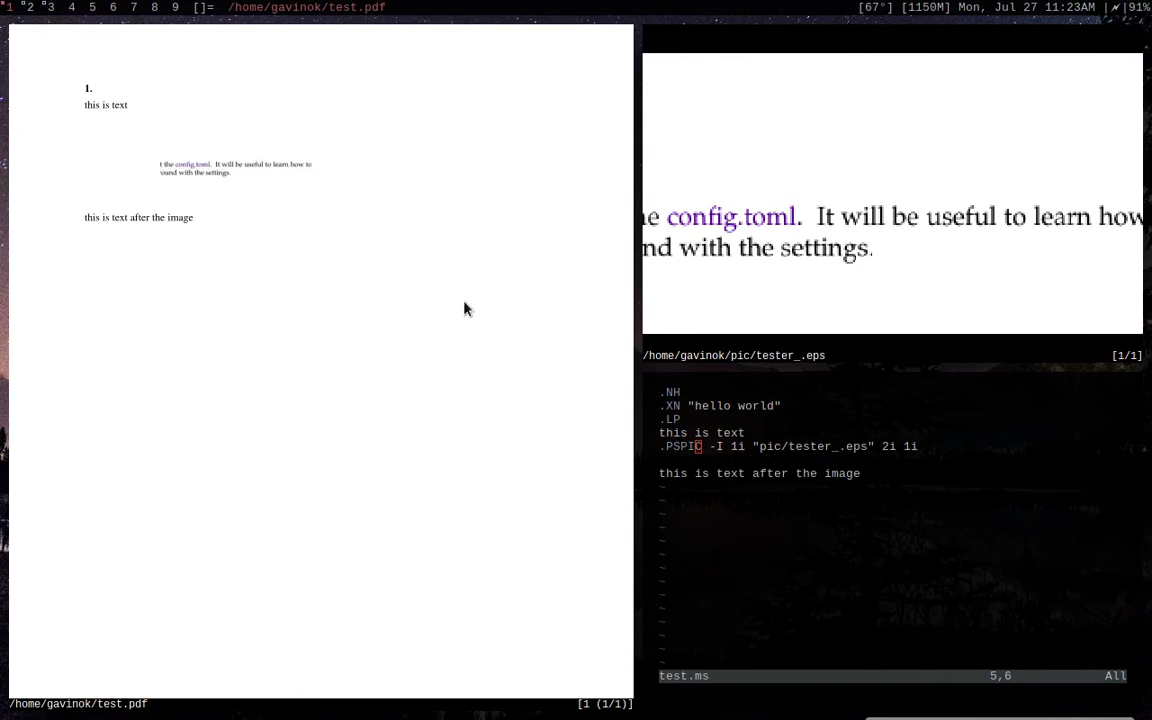 1 2 3 4 5 6 7 8 9 []= /home/gavinok/test.pdf [67°] [1150M] Mon, Jul 27 11:23AM | |91%
1.
this is text
t the config.toml. It will be useful to learn how to
ound with the settings.
this is text after the image
/home/gavinok/test.pdf [1 (1/1)]
e config.toml. It will be useful to learn how
nd with the settings.
/home/gavinok/pic/tester_.eps [1/1]
.NH
.XN "hello world"
.LP
this is text
.PSPIC -I 1i "pic/tester_.eps" 2i 1i
this is text after the image
~
~
~
~
~
~
~
~
~
~
~
~
~
~
test.ms 5,6 All